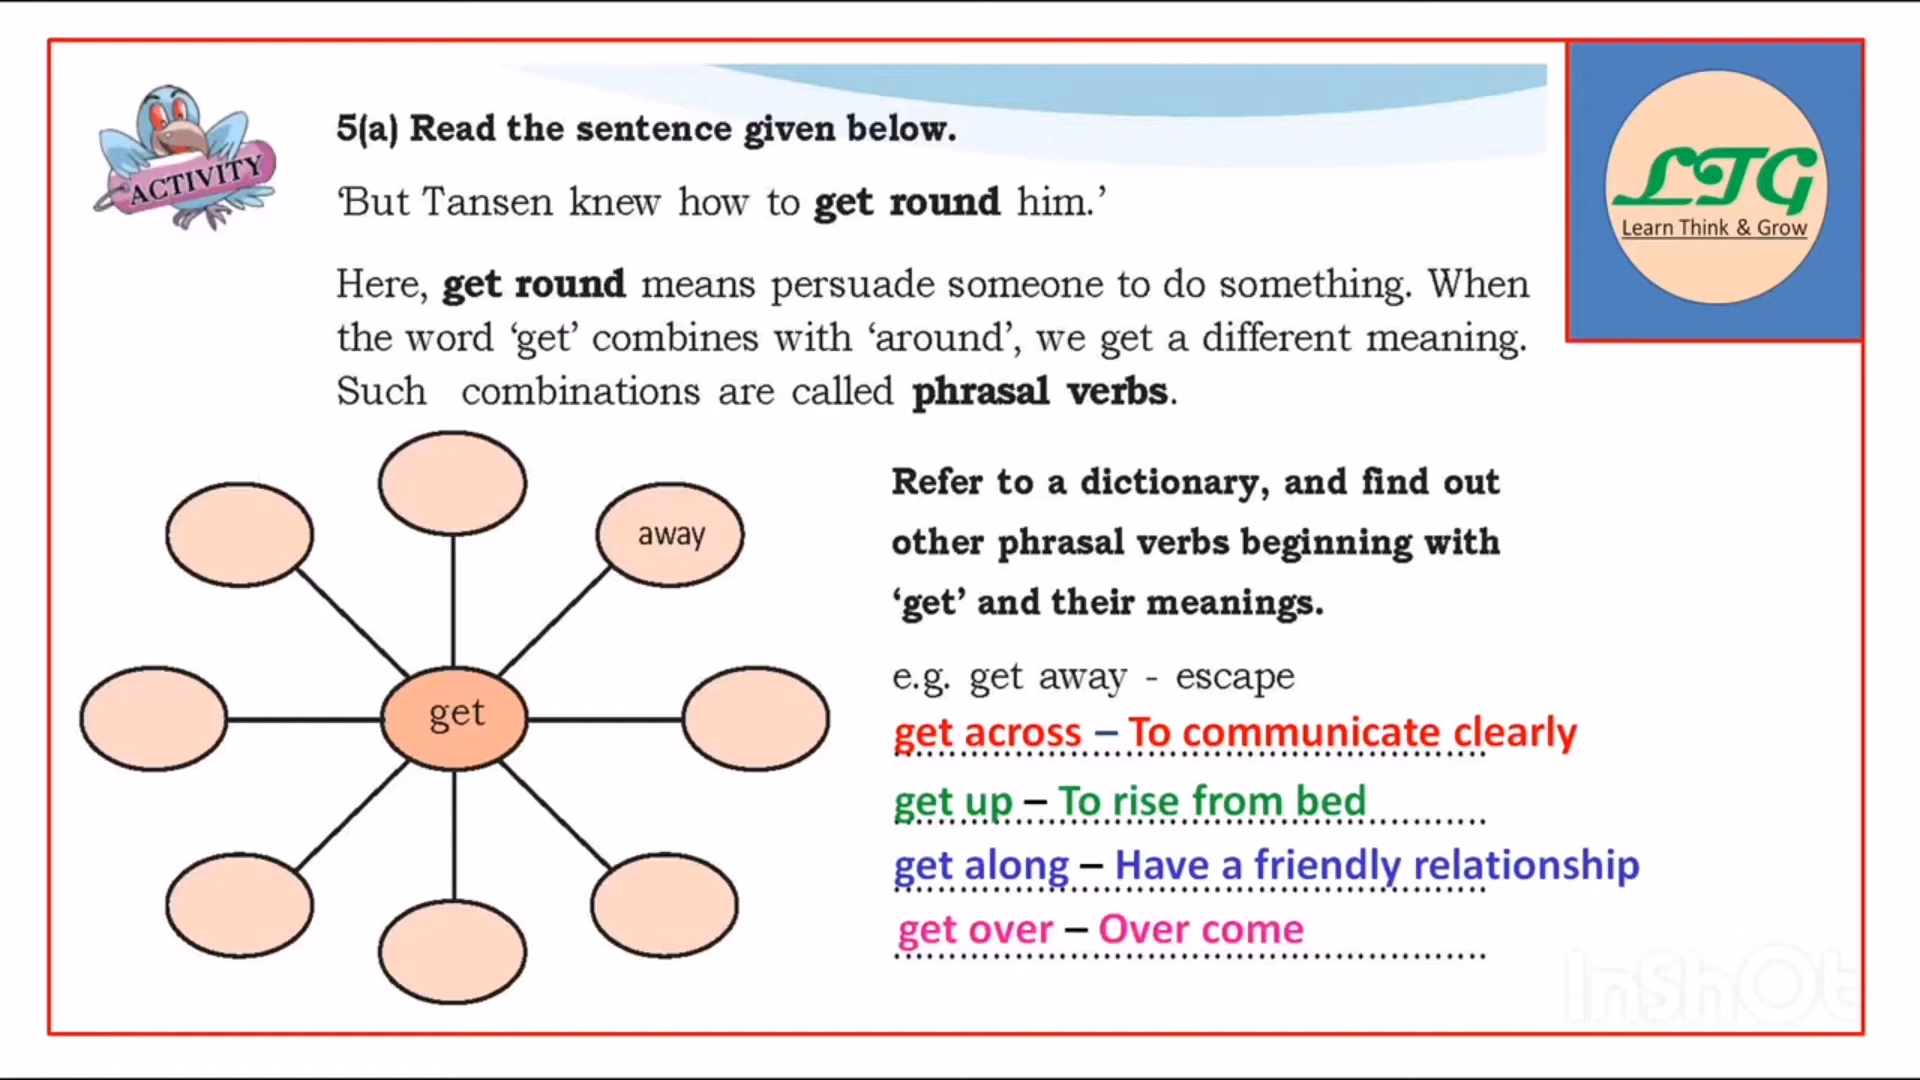 5(a) Read the sentence given below.
ACTIVITY
‘But Tansen knew how to get round him.’
LTG
Learn Think & Grow
Here, get round means persuade someone to do something. When
the word ‘get’ combines with ‘around’, we get a different meaning.
Such combinations are called phrasal verbs.
away
get
Refer to a dictionary, and find out
other phrasal verbs beginning with
‘get’ and their meanings.
e.g. get away - escape
get across – To communicate clearly
get up – To rise from bed
get along – Have a friendly relationship
get over – Over come
InShOt